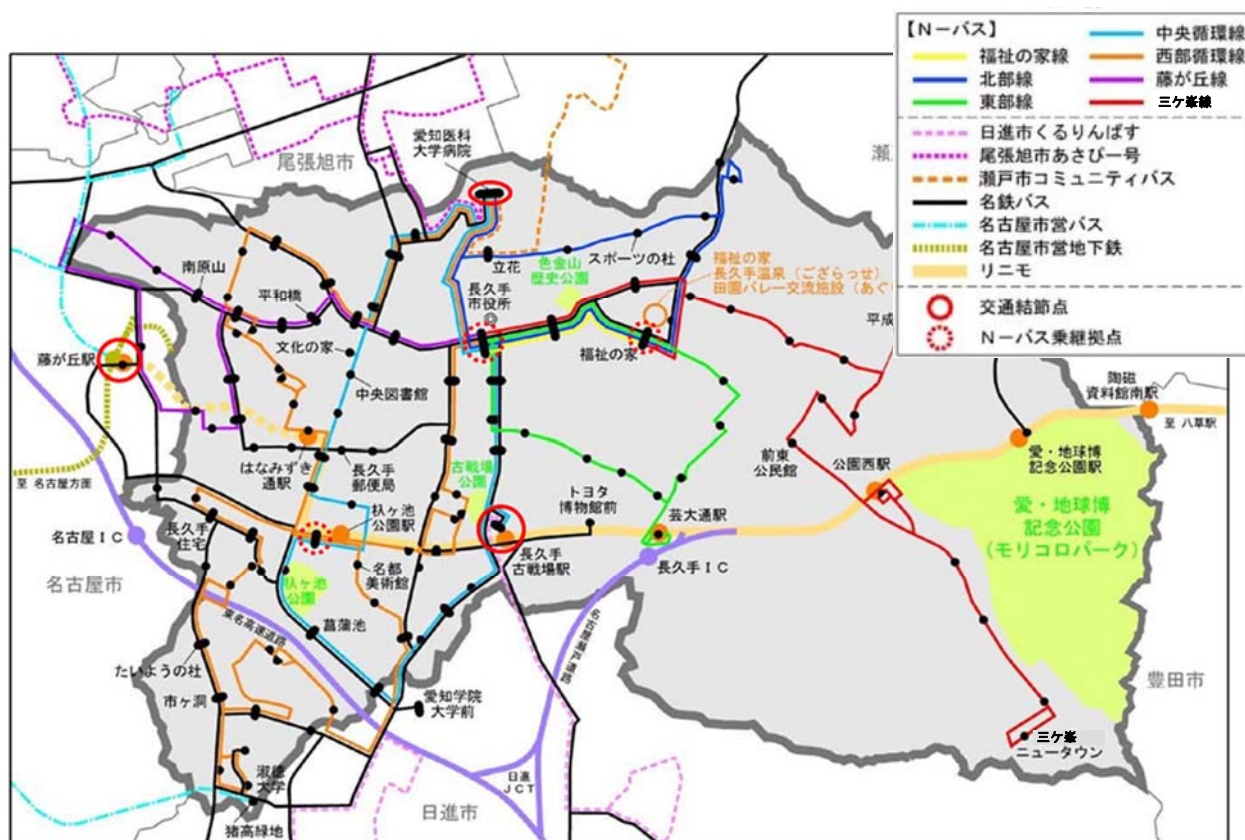 【N－バス】
福祉の家線
北部線
東部線
中央循環線
西部循環線
藤が丘線
三ケ峯線
日進市くるりんばす
尾張旭市あさぴー号
瀬戸市コミュニティバス
名鉄バス
名古屋市営バス
名古屋市営地下鉄
リニモ
交通結節点
N－バス乗継拠点
愛知医科
大学病院
尾張旭市
瀬
南原山
平和橋
立花
スポーツの杜
色金山
歴史公園
福祉の家
長久手温泉（ござらっせ）
田園バレー交流施設（あぐ
長久手
市役所
平成
藤が丘駅
文化の家
中央図書館
福祉の家
陶磁
資料館南駅
至 八草駅
至 名古屋方面
はなみずき
通駅
長久手
郵便局
古戦場
公園
トヨタ
博物館前
前東
公民館
公園西駅
愛・地球博
記念公園駅
愛・地球博
記念公園
（モリコロパーク）
名古屋IC
長久手
住宅
杁ヶ池
公園駅
芸大通駅
長久手
古戦場駅
長久手IC
名古屋市
杁ヶ池
公園
名都
美術館
東名高速道路
菖蒲池
名古屋瀬戸道路
たいようの杜
市ヶ洞
愛知学院
大学前
豊田市
三ケ峯
ニュータウン
淑徳
大学
日進
JCT
日進市
猪高緑地